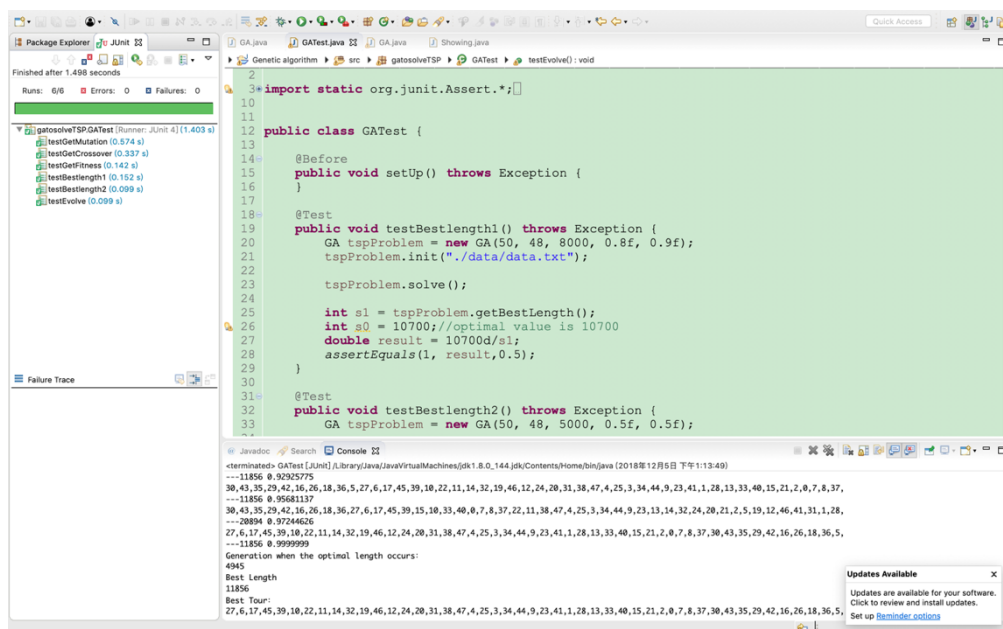 Quick Access
Package Explorer JUnit
Finished after 1.498 seconds
Runs: 6/6 Errors: 0 Failures: 0
gatosolveTSP.GATest [Runner: JUnit 4] (1.403 s)
testGetMutation (0.574 s)
testGetCrossover (0.337 s)
testGetFitness (0.142 s)
testBestlength1 (0.152 s)
testBestlength2 (0.099 s)
testEvolve (0.099 s)
Failure Trace
GA.java GATest.java GA.java Showing.java
Genetic algorithm src gatosolveTSP GATest testEvolve() : void
2
3 import static org.junit.Assert.*;
10
11
12 public class GATest {
13
14 @Before
15 public void setUp() throws Exception {
16 }
17
18 @Test
19 public void testBestlength1() throws Exception {
20 GA tspProblem = new GA(50, 48, 8000, 0.8f, 0.9f);
21 tspProblem.init("./data/data.txt");
22
23 tspProblem.solve();
24
25 int s1 = tspProblem.getBestLength();
26 int s0 = 10700;//optimal value is 10700
27 double result = 10700d/s1;
28 assertEquals(1, result,0.5);
29 }
30
31 @Test
32 public void testBestlength2() throws Exception {
33 GA tspProblem = new GA(50, 48, 5000, 0.5f, 0.5f);
Javadoc Search Console
<terminated> GATest [JUnit] /Library/Java/JavaVirtualMachines/jdk1.8.0_144.jdk/Contents/Home/bin/java (2018年12月5日 下午1:13:49)
---11856 0.92925775
30,43,35,29,42,16,26,18,36,5,27,6,17,45,39,10,22,11,14,32,19,46,12,24,20,31,38,47,4,25,3,34,44,9,23,41,1,28,13,33,40,15,21,2,0,7,8,37,
---11856 0.95681137
30,43,35,29,42,16,26,18,36,27,6,17,45,39,15,10,33,40,0,7,8,37,22,11,38,47,4,25,3,34,44,9,23,13,14,32,24,20,21,2,5,19,12,46,41,31,1,28,
---20894 0.97244626
27,6,17,45,39,10,22,11,14,32,19,46,12,24,20,31,38,47,4,25,3,34,44,9,23,41,1,28,13,33,40,15,21,2,0,7,8,37,30,43,35,29,42,16,26,18,36,5,
---11856 0.9999999
Generation when the optimal length occurs:
4945
Best Length
11856
Best Tour:
27,6,17,45,39,10,22,11,14,32,19,46,12,24,20,31,38,47,4,25,3,34,44,9,23,41,1,28,13,33,40,15,21,2,0,7,8,37,30,43,35,29,42,16,26,18,36,5,
Updates Available x
Updates are available for your software.
Click to review and install updates.
Set up Reminder options